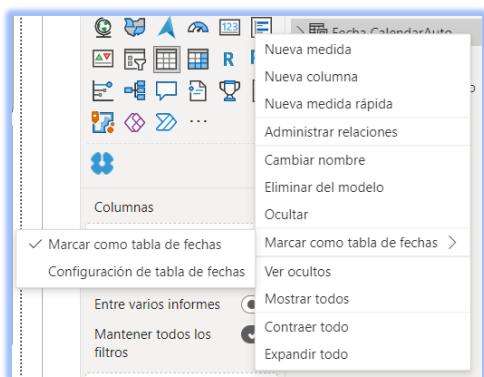 123
Fecha CalendarAuto
R
Nueva medida
Nueva columna
Nueva medida rápida
Administrar relaciones
Cambiar nombre
Eliminar del modelo
Ocultar
Columnas
Marcar como tabla de fechas
Marcar como tabla de fechas
Configuración de tabla de fechas
Ver ocultos
Entre varios informes
Mostrar todos
Mantener todos los
filtros
Contraer todo
Expandir todo